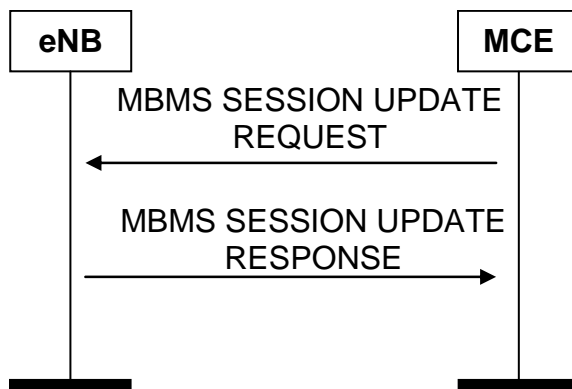 eNB
MCE
MBMS SESSION UPDATE
REQUEST
MBMS SESSION UPDATE
RESPONSE